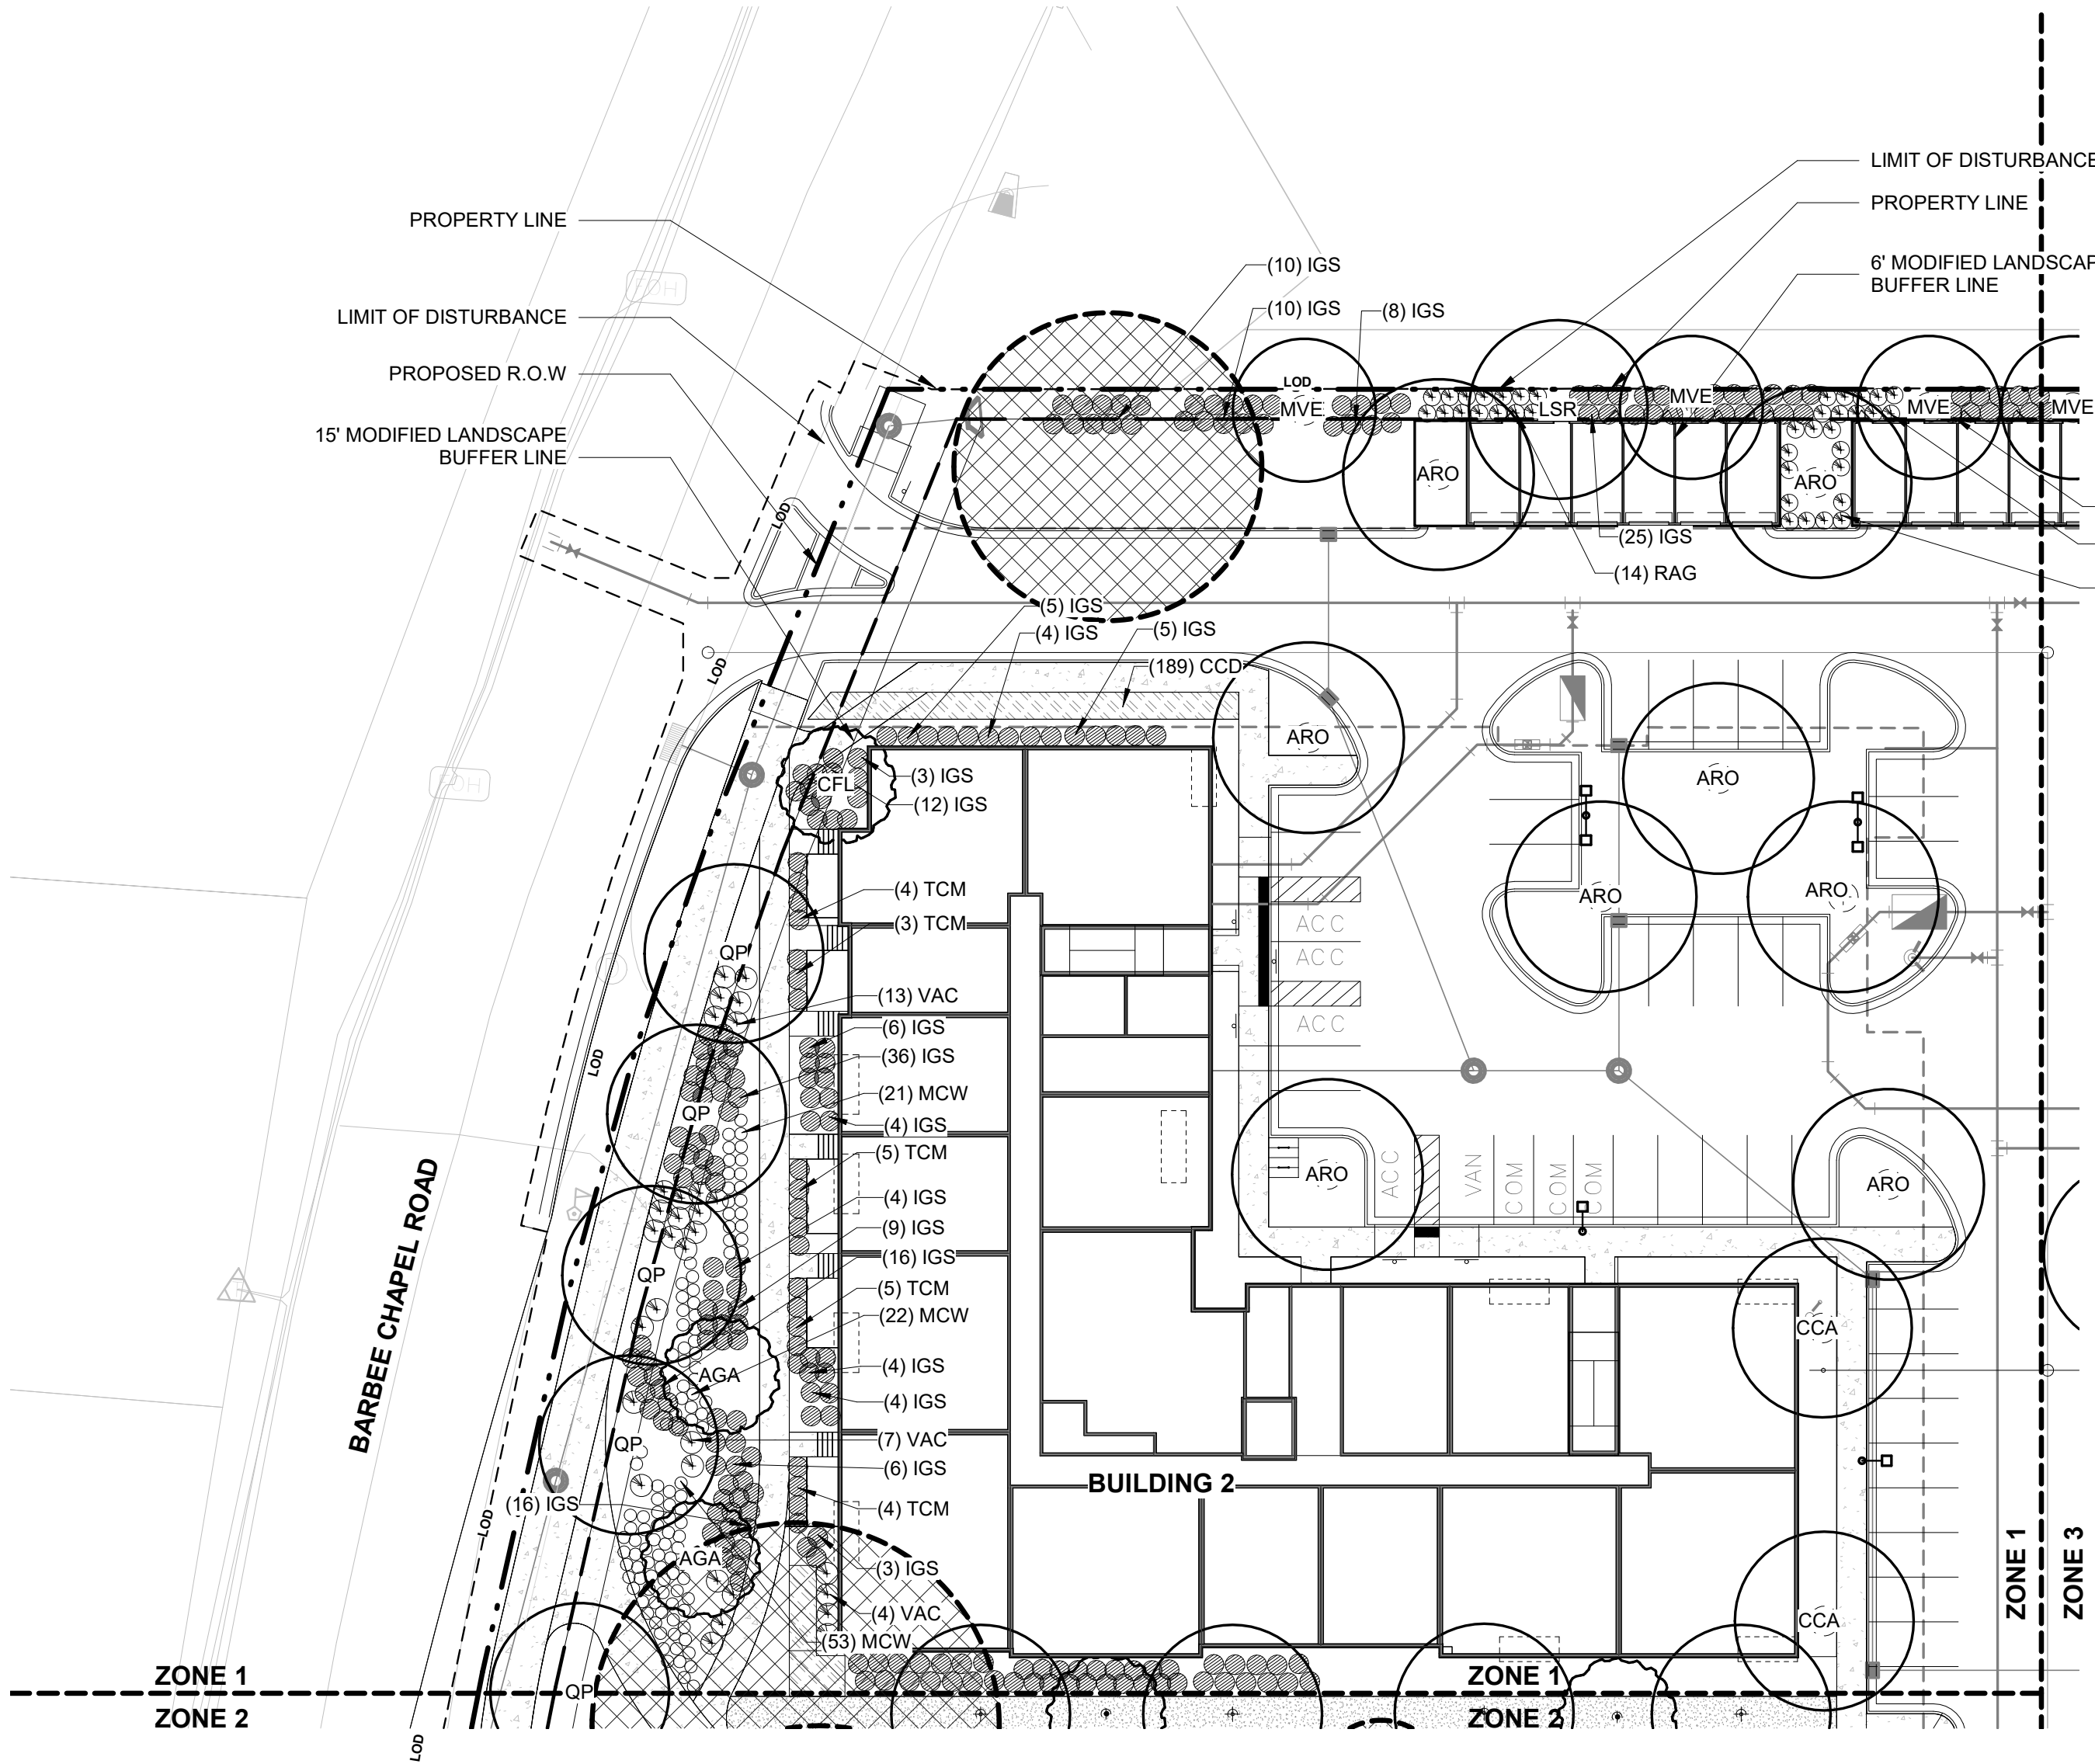 LIMIT OF DISTURBANCE
PROPERTY LINE
PROPERTY LINE
6' MODIFIED LANDSCAP
BUFFER LINE
(10) IGS
(10) IGS
(8) IGS
LIMIT OF DISTURBANCE
PROPOSED R.O.W
15' MODIFIED LANDSCAPE
BUFFER LINE
LOD
MVE
LSR
MVE
MVE
MVE
ARO
ARO
LOD
(25) IGS
(14) RAG
(5) IGS
(4) IGS
(5) IGS
(189) CCD
LOD
ARO
CFL
(3) IGS
(12) IGS
ARO
ARO
ARO
(4) TCM
(3) TCM
ACC
ACC
ACC
QP
(13) VAC
(6) IGS
(36) IGS
LOD
(21) MCW
QP
(4) IGS
(5) TCM
ARO
ACC
VAN
COM
COM
COM
ARO
(4) IGS
(9) IGS
(16) IGS
QP
(5) TCM
(22) MCW
CCA
(4) IGS
AGA
(4) IGS
BARBEE CHAPEL ROAD
(7) VAC
QP
(6) IGS
BUILDING 2
(16) IGS
(4) TCM
LOD
AGA
(3) IGS
(4) VAC
(53) MCW
CCA
ZONE 1
ZONE 3
ZONE 1
ZONE 1
QP
ZONE 2
ZONE 2
LOD
FDH
FDH